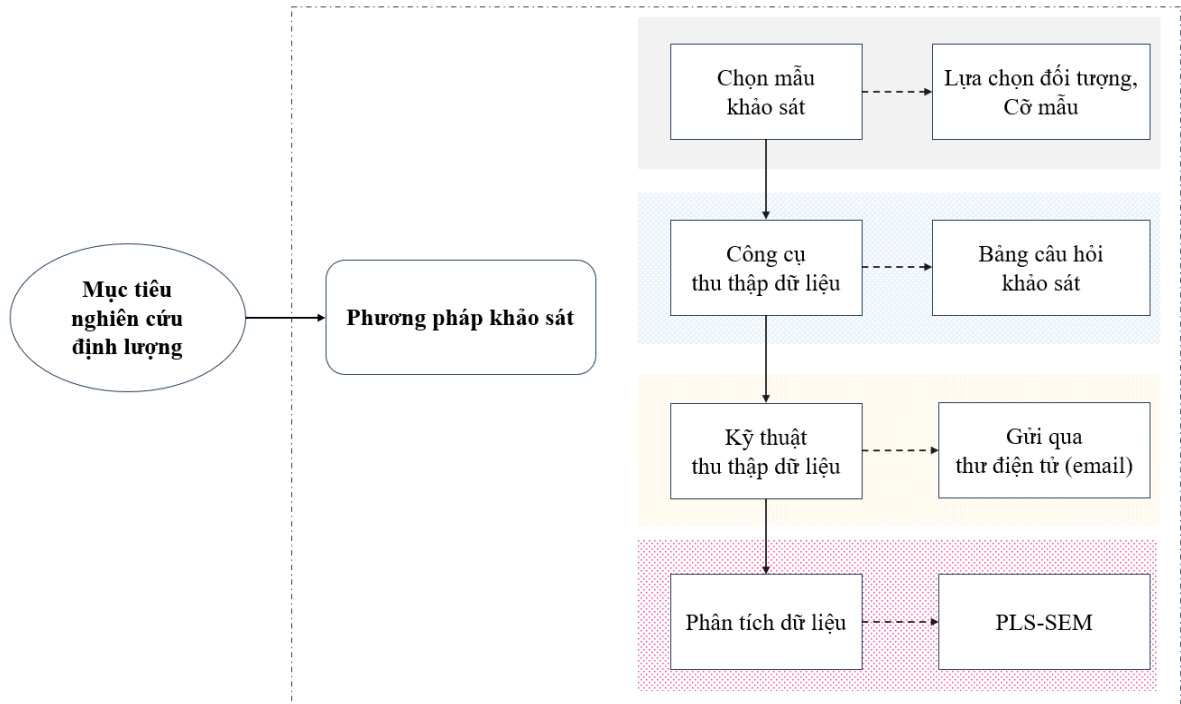 Mục tiêu
nghiên cứu
định lượng
Phương pháp khảo sát
Chọn mẫu
khảo sát
Lựa chọn đối tượng,
Cỡ mẫu
Công cụ
thu thập dữ liệu
Bảng câu hỏi
khảo sát
Kỹ thuật
thu thập dữ liệu
Gửi qua
thư điện tử (email)
Phân tích dữ liệu
PLS-SEM